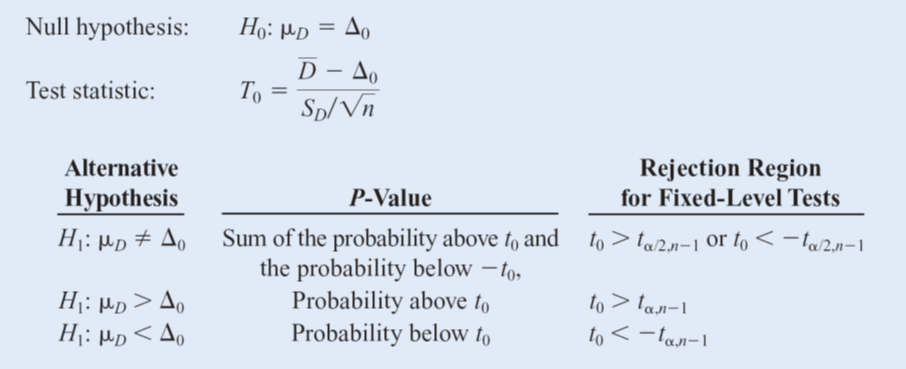 Null hypothesis: H₀: μ_D = Δ₀
Test statistic: T₀ = (D̅ − Δ₀) / (S_D/√n)
Alternative Hypothesis
P-Value
Rejection Region for Fixed-Level Tests
H₁: μ_D ≠ Δ₀ Sum of the probability above t₀ and t₀ > t_{α/2,n−1} or t₀ < −t_{α/2,n−1}
the probability below −t₀,
H₁: μ_D > Δ₀ Probability above t₀ t₀ > t_{α,n−1}
H₁: μ_D < Δ₀ Probability below t₀ t₀ < −t_{α,n−1}